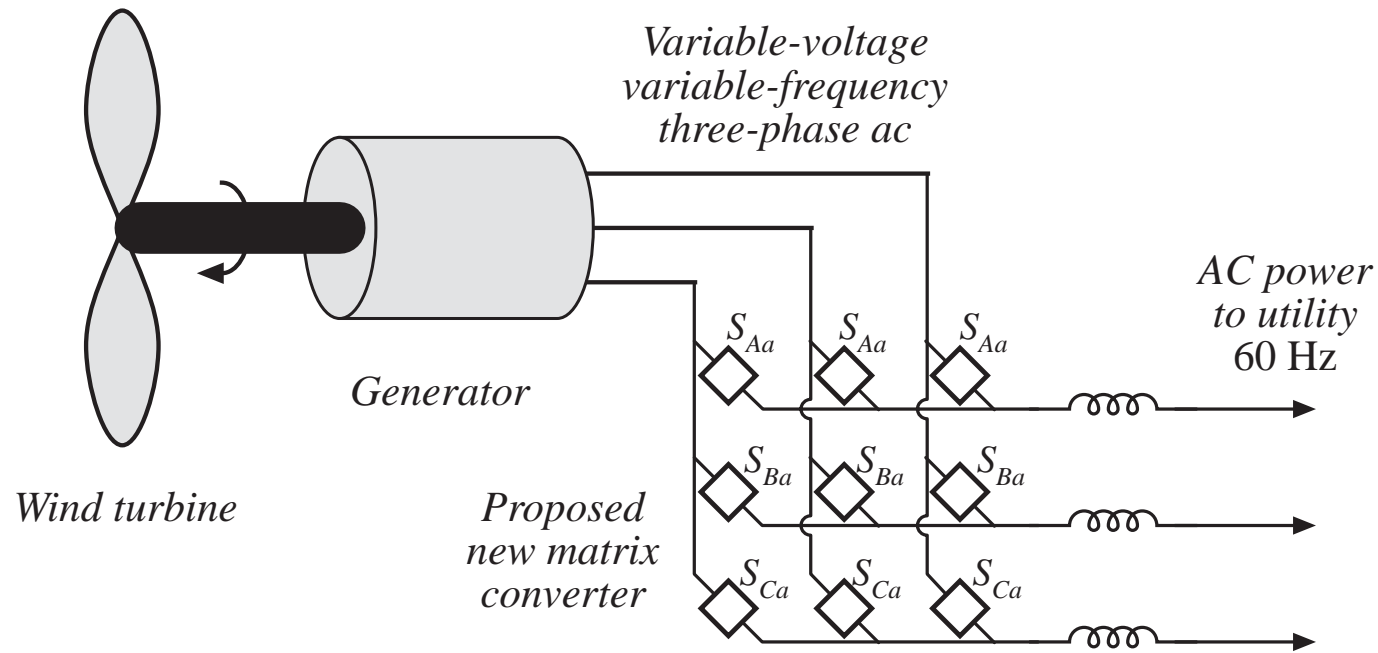 Variable-voltage
variable-frequency
three-phase ac
AC power
to utility
60 Hz
S_Aa S_Aa S_Aa
Generator
S_Ba S_Ba S_Ba
Wind turbine
Proposed
new matrix
converter
S_Ca S_Ca S_Ca